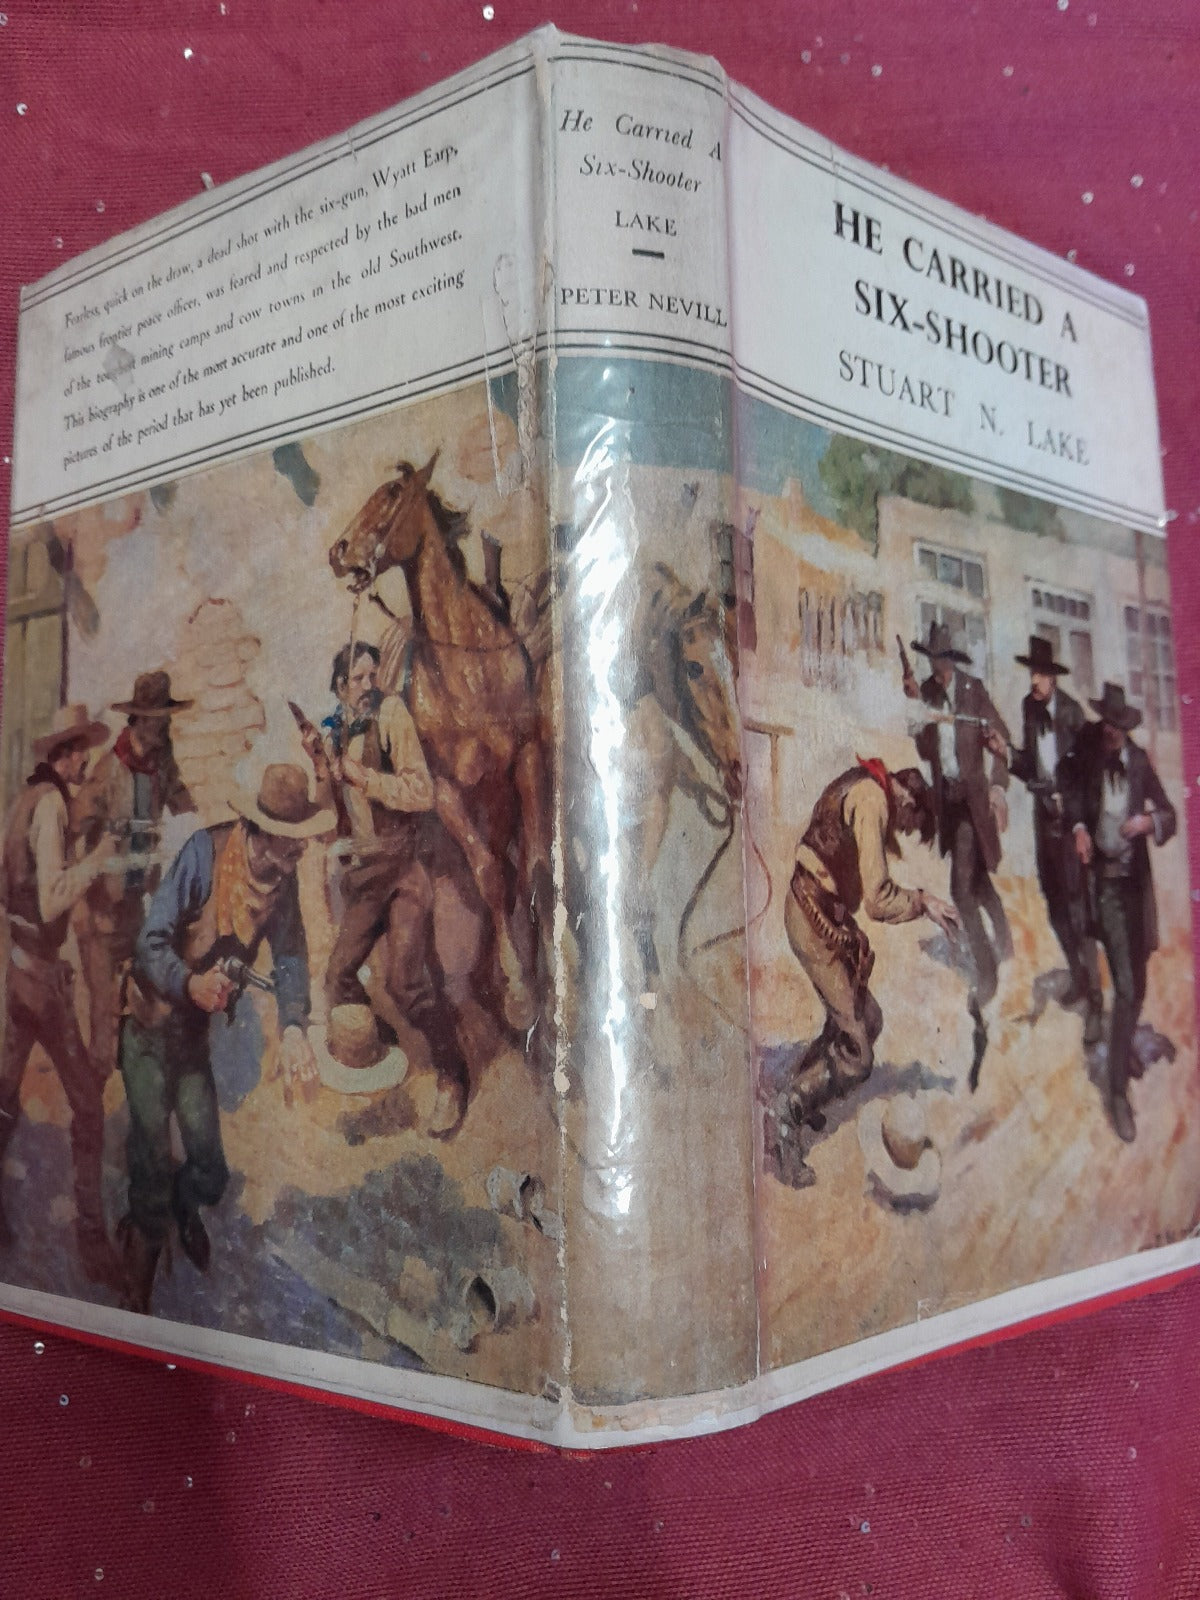 Fearless, quick on the draw, a dead shot with the six-gun, Wyatt Earp,
famous frontier peace officer, was feared and respected by the bad men
of the toughest mining camps and cow towns in the old Southwest.
This biography is one of the most accurate and one of the most exciting
pictures of the period that has yet been published.
He Carried A
Six-Shooter
LAKE
PETER NEVILL
HE CARRIED A
SIX-SHOOTER
STUART N. LAKE